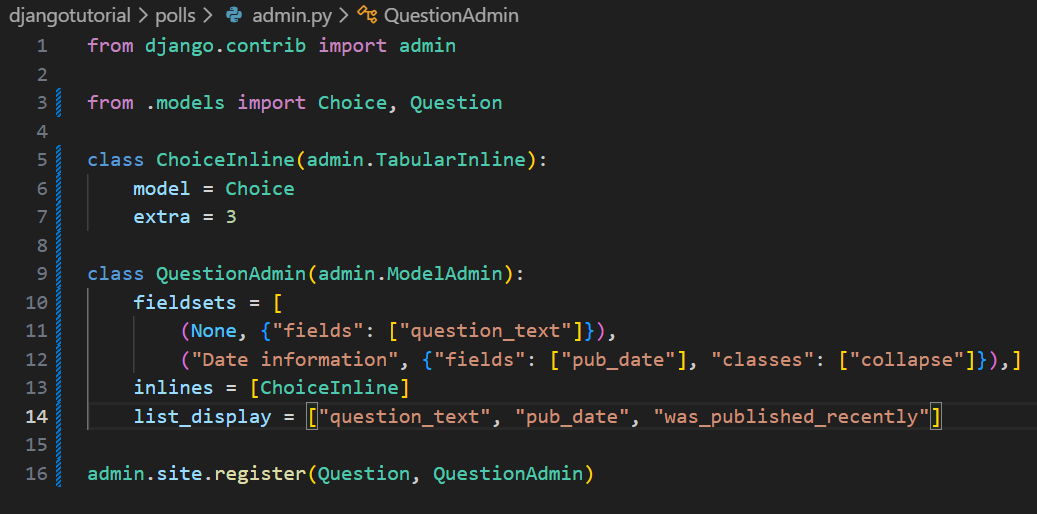 djangotutorial > polls > admin.py > QuestionAdmin
1 from django.contrib import admin
2
3 from .models import Choice, Question
4
5 class ChoiceInline(admin.TabularInline):
6     model = Choice
7     extra = 3
8
9 class QuestionAdmin(admin.ModelAdmin):
10     fieldsets = [
11         (None, {"fields": ["question_text"]}),
12         ("Date information", {"fields": ["pub_date"], "classes": ["collapse"]}),]
13     inlines = [ChoiceInline]
14     list_display = ["question_text", "pub_date", "was_published_recently"]
15
16 admin.site.register(Question, QuestionAdmin)